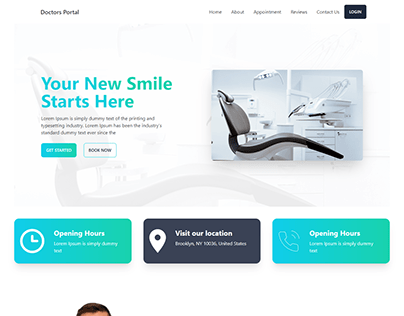 Doctors Portal
Home About Appointment Reviews Contact Us LOGIN
Your New Smile
Starts Here
Lorem Ipsum is simply dummy text of the printing and
typesetting industry. Lorem Ipsum has been the industry's
standard dummy text ever since the
GET STARTED BOOK NOW
Opening Hours
Lorem Ipsum is simply dummy
text
Visit our location
Brooklyn, NY 10036, United States
Opening Hours
Lorem Ipsum is simply dummy
text